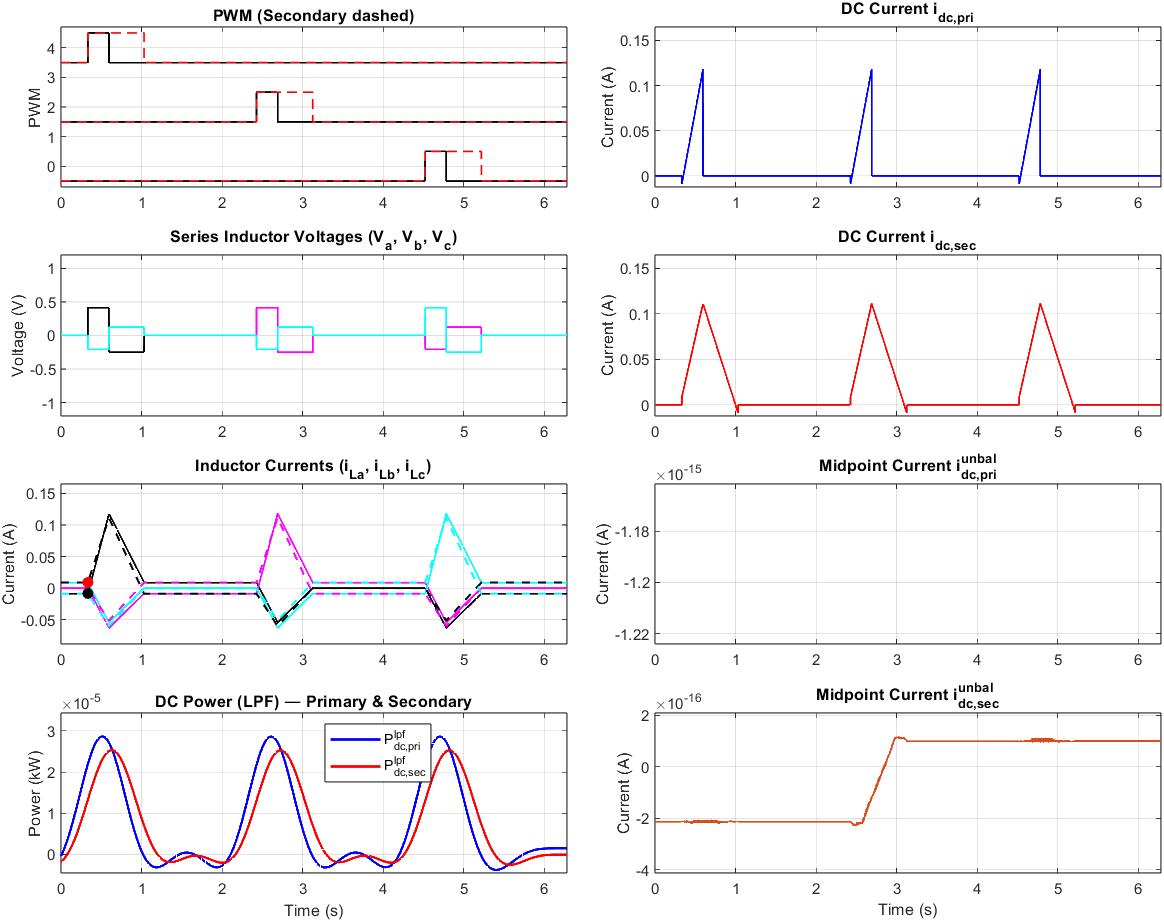 PWM (Secondary dashed)
PWM
4
3
2
1
0
0 1 2 3 4 5 6
DC Current i_dc,pri
Current (A)
0.15
0.1
0.05
0
0 1 2 3 4 5 6
Series Inductor Voltages (V_a, V_b, V_c)
Voltage (V)
1
0.5
0
-0.5
-1
0 1 2 3 4 5 6
DC Current i_dc,sec
Current (A)
0.15
0.1
0.05
0
0 1 2 3 4 5 6
Inductor Currents (i_La, i_Lb, i_Lc)
Current (A)
0.15
0.1
0.05
0
-0.05
0 1 2 3 4 5 6
Midpoint Current i_dc,pri^unbal
×10^-15
Current (A)
-1.18
-1.2
-1.22
0 1 2 3 4 5 6
DC Power (LPF) — Primary & Secondary
×10^-5
Power (kW)
3
2
1
0
P_dc,pri^lpf
P_dc,sec^lpf
0 1 2 3 4 5 6
Time (s)
Midpoint Current i_dc,sec^unbal
×10^-16
Current (A)
2
0
-2
-4
0 1 2 3 4 5 6
Time (s)